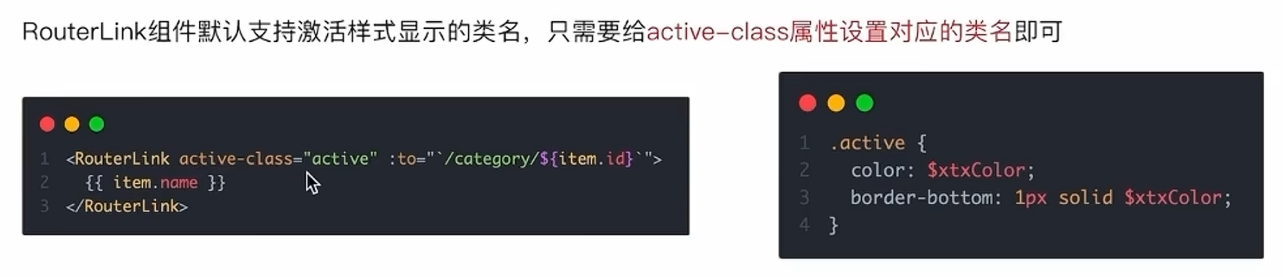 RouterLink组件默认支持激活样式显示的类名，只需要给active-class属性设置对应的类名即可
1 <RouterLink active-class="active" :to="`/category/${item.id}`">
2   {{ item.name }}
3 </RouterLink>
1 .active {
2   color: $xtxColor;
3   border-bottom: 1px solid $xtxColor;
4 }